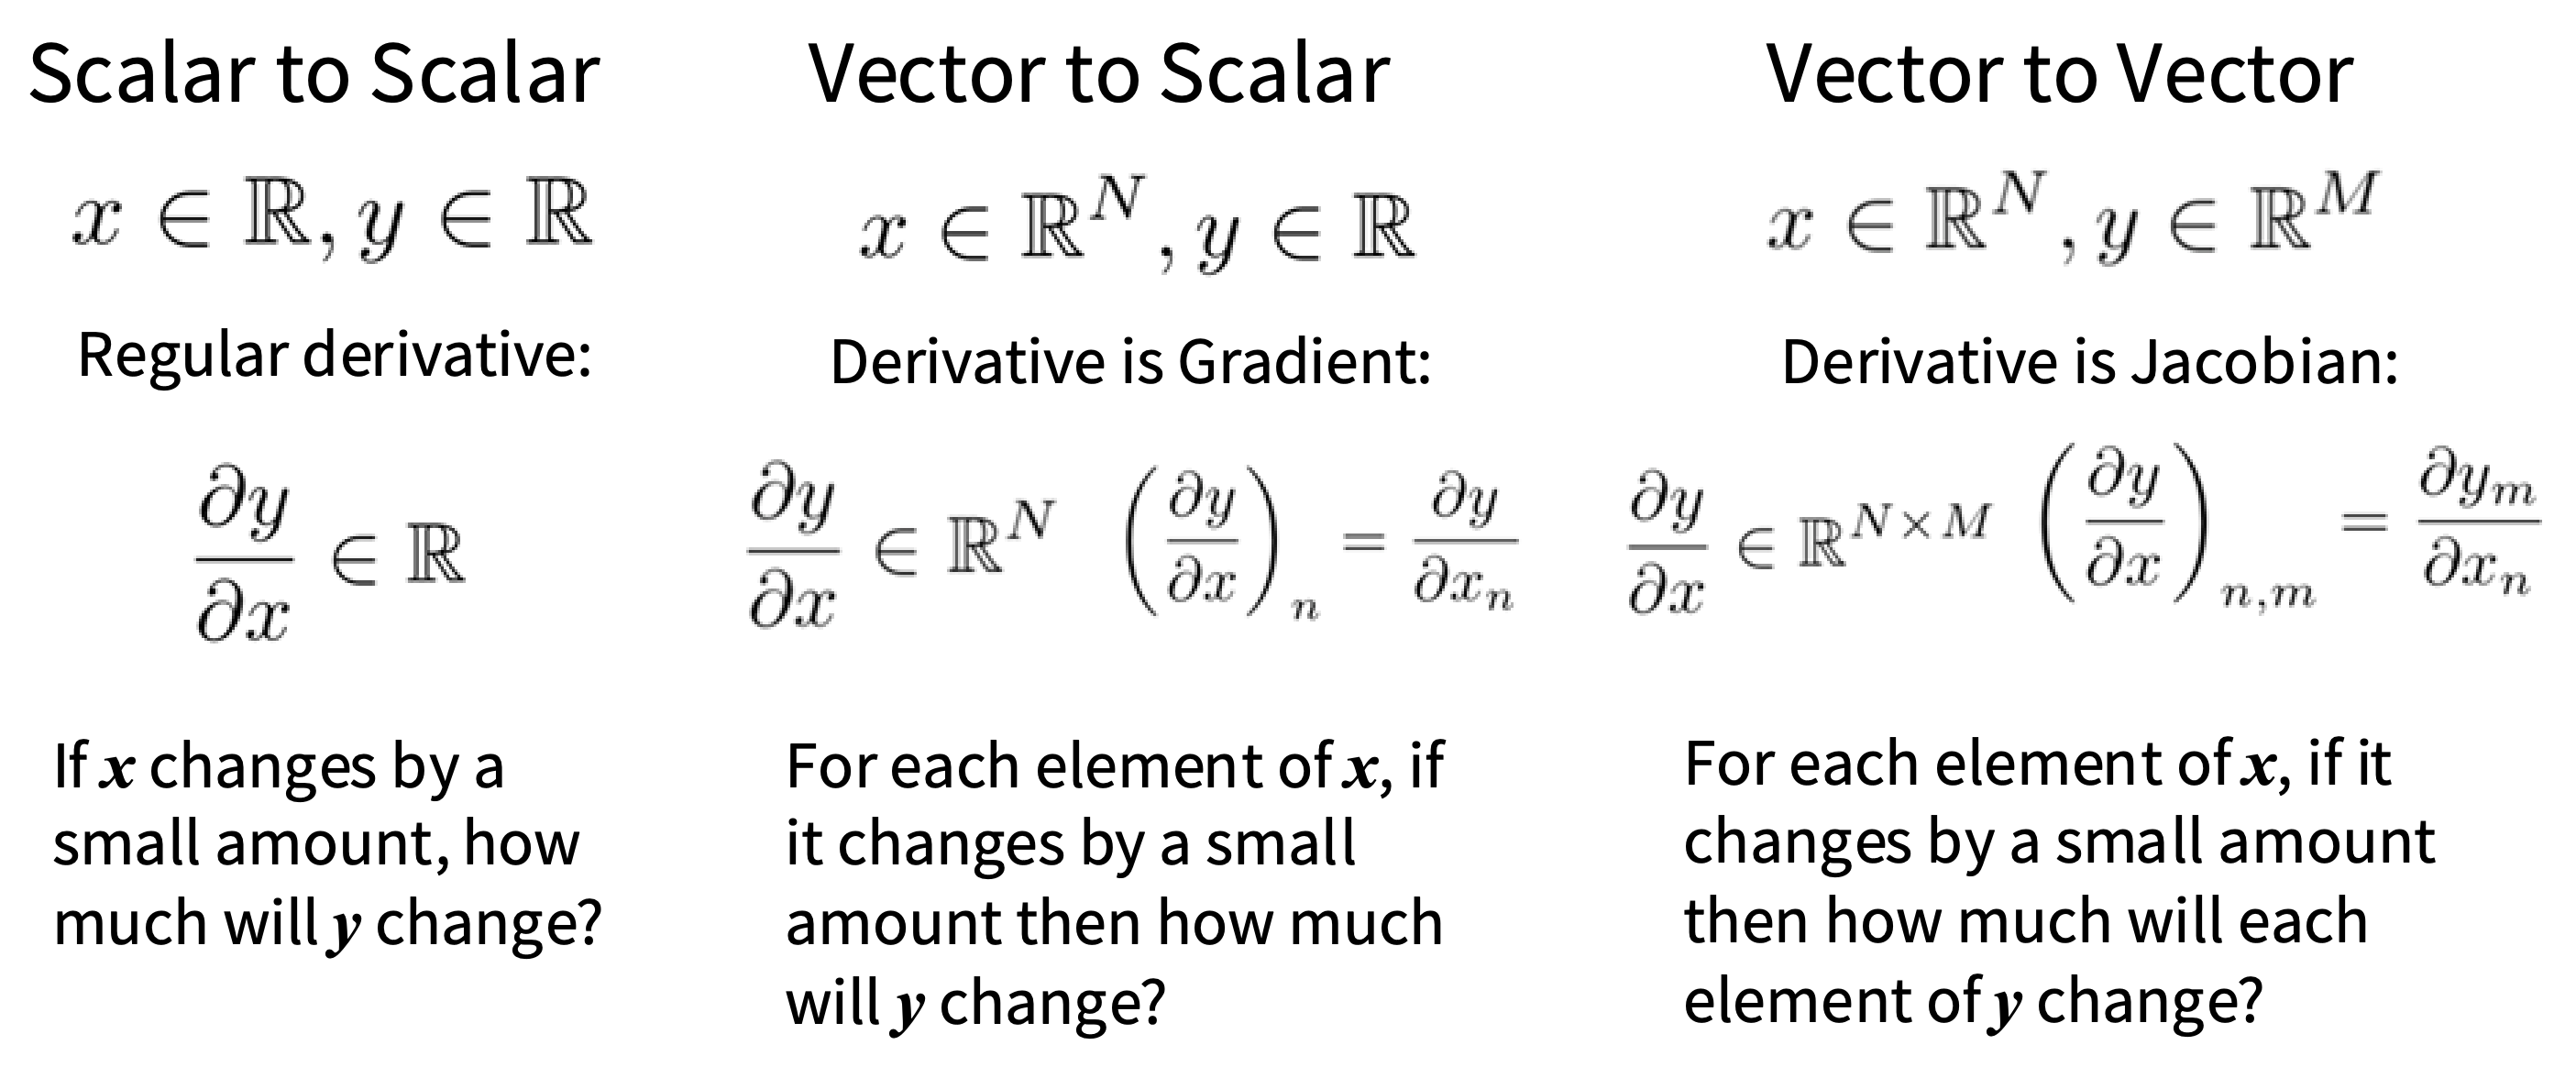 Scalar to Scalar
x ∈ ℝ, y ∈ ℝ
Regular derivative:
∂y/∂x ∈ ℝ
If x changes by a
small amount, how
much will y change?
Vector to Scalar
x ∈ ℝ^N, y ∈ ℝ
Derivative is Gradient:
∂y/∂x ∈ ℝ^N (∂y/∂x)_n = ∂y/∂x_n
For each element of x, if
it changes by a small
amount then how much
will y change?
Vector to Vector
x ∈ ℝ^N, y ∈ ℝ^M
Derivative is Jacobian:
∂y/∂x ∈ ℝ^{N×M} (∂y/∂x)_{n,m} = ∂y_m/∂x_n
For each element of x, if it
changes by a small amount
then how much will each
element of y change?